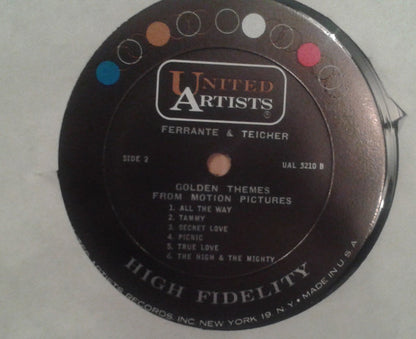 UNITED
ARTISTS
®
FERRANTE & TEICHER
SIDE 2
UAL 3210 B
GOLDEN THEMES
FROM MOTION PICTURES
1. ALL THE WAY
2. TAMMY
3. SECRET LOVE
4. PICNIC
5. TRUE LOVE
6. THE HIGH & THE MIGHTY
HIGH FIDELITY
ARTISTS RECORDS, INC. NEW YORK 19 N.Y. • MADE IN U.S.A.